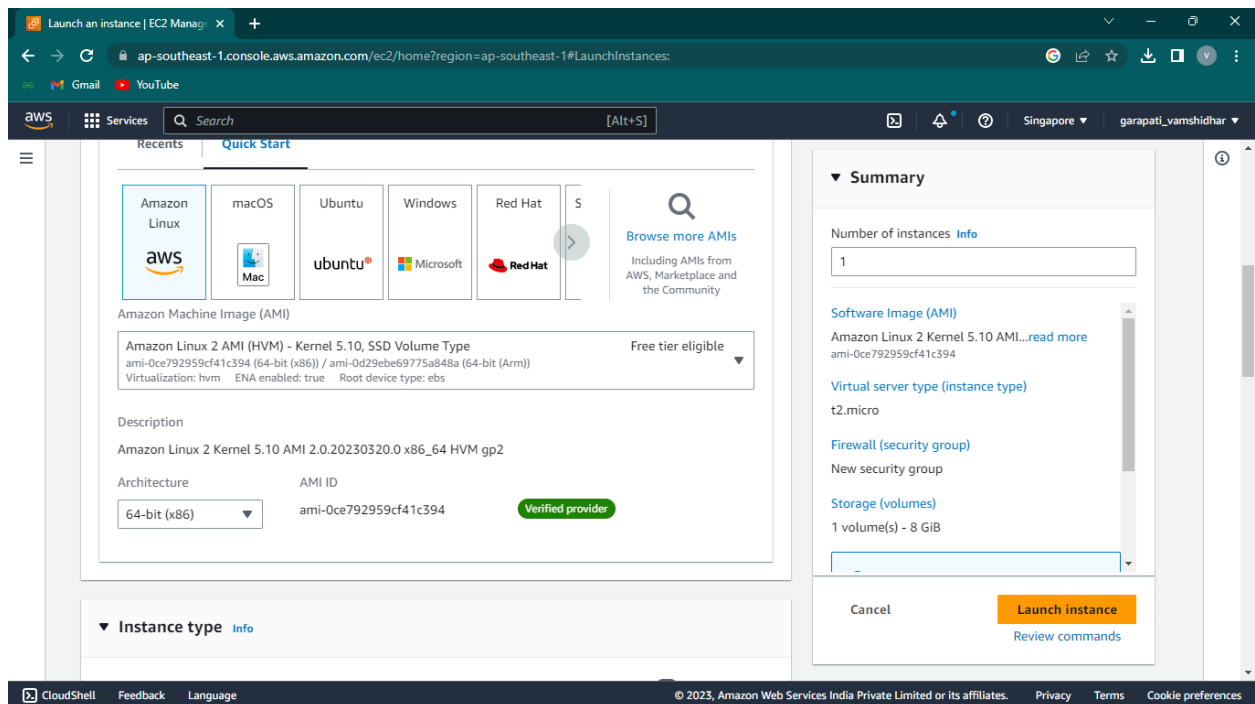 Launch an instance | EC2 Manag
ap-southeast-1.console.aws.amazon.com/ec2/home?region=ap-southeast-1#LaunchInstances:
G
V
Gmail
YouTube
aws
Services
Search
[Alt+S]
Singapore
garapati_vamshidhar
Recents
Quick Start
Amazon
Linux
aws
macOS
Mac
Ubuntu
ubuntu
Windows
Microsoft
Red Hat
Red Hat
S
Browse more AMIs
Including AMIs from
AWS, Marketplace and
the Community
Amazon Machine Image (AMI)
Amazon Linux 2 AMI (HVM) - Kernel 5.10, SSD Volume Type
Free tier eligible
ami-0ce792959cf41c394 (64-bit (x86)) / ami-0d29ebe69775a848a (64-bit (Arm))
Virtualization: hvm ENA enabled: true Root device type: ebs
Description
Amazon Linux 2 Kernel 5.10 AMI 2.0.20230320.0 x86_64 HVM gp2
Architecture
AMI ID
64-bit (x86)
ami-0ce792959cf41c394
Verified provider
Instance type Info
Summary
Number of instances Info
1
Software Image (AMI)
Amazon Linux 2 Kernel 5.10 AMI...read more
ami-0ce792959cf41c394
Virtual server type (instance type)
t2.micro
Firewall (security group)
New security group
Storage (volumes)
1 volume(s) - 8 GiB
Cancel
Launch instance
Review commands
CloudShell
Feedback
Language
© 2023, Amazon Web Services India Private Limited or its affiliates.
Privacy
Terms
Cookie preferences